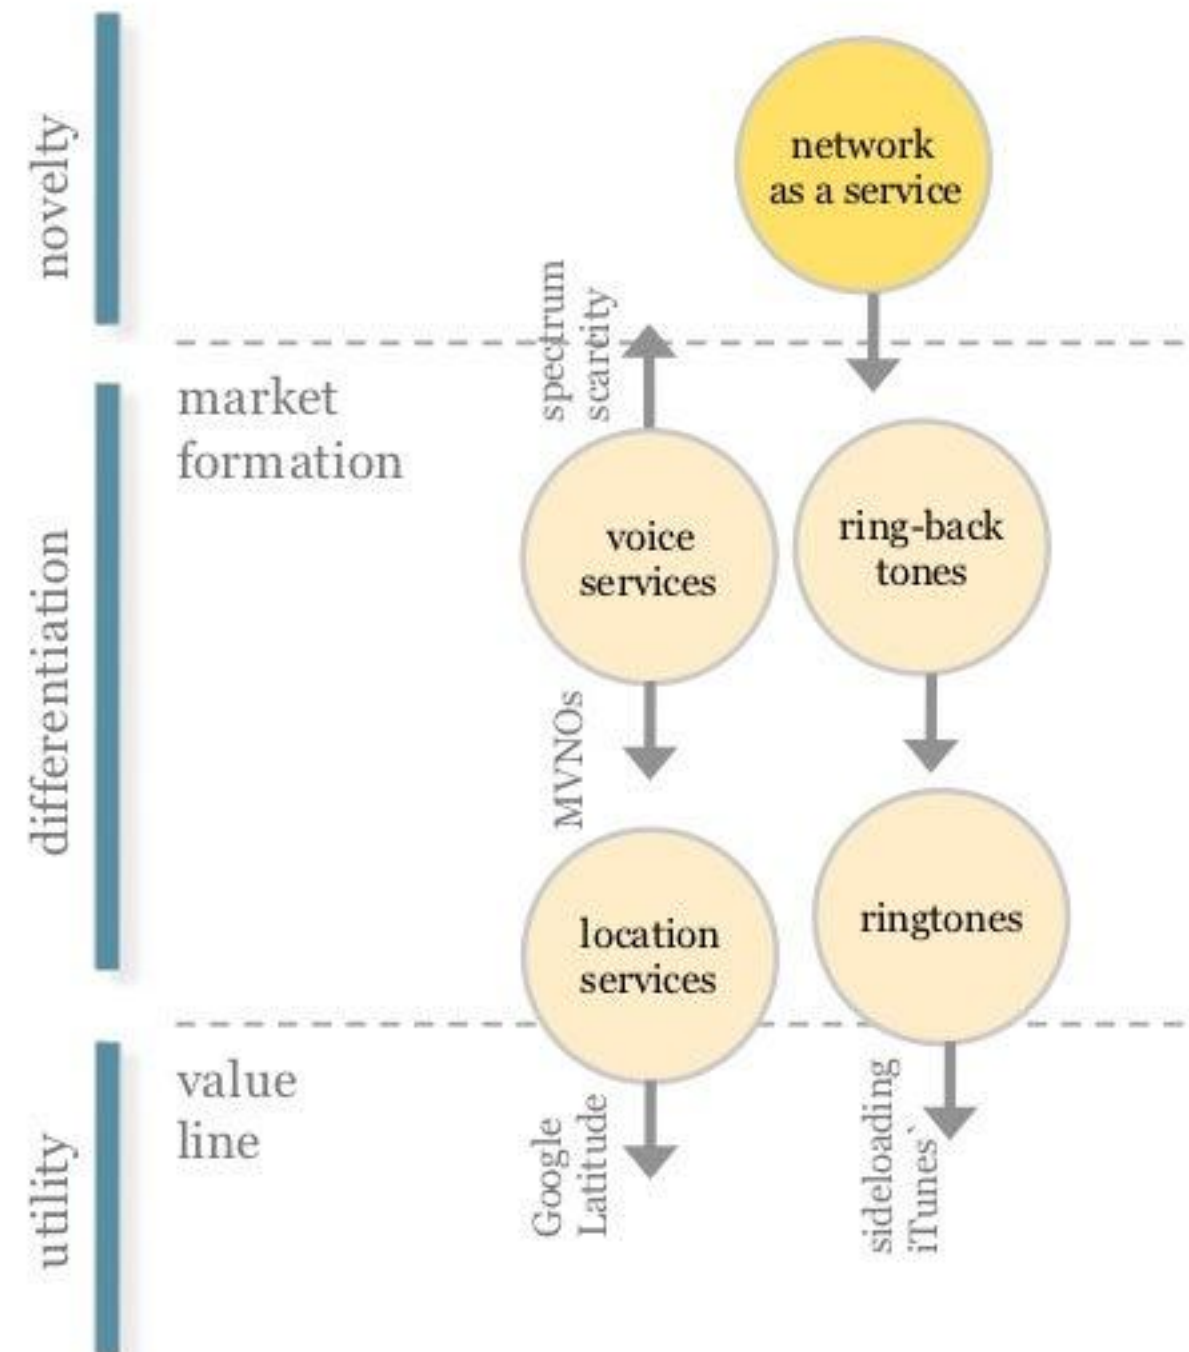 novelty
network
as a service
spectrum
scarcity
market
formation
differentiation
voice
services
ring-back
tones
MVNOs
location
services
ringtones
value
line
utility
Google
Latitude
sideloading
iTunes`